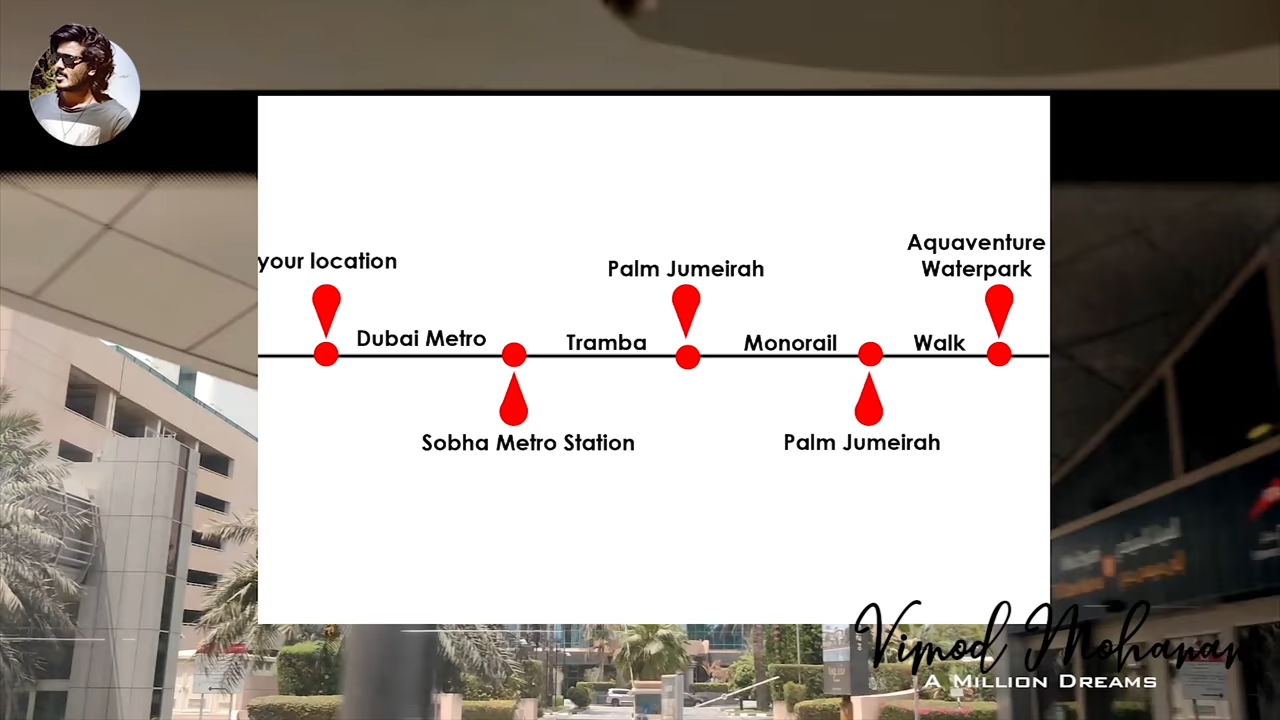 Aquaventure
Waterpark
your location
Palm Jumeirah
Dubai Metro
Tramba
Monorail
Walk
Sobha Metro Station
Palm Jumeirah
Vimod Mohanan
A Million Dreams